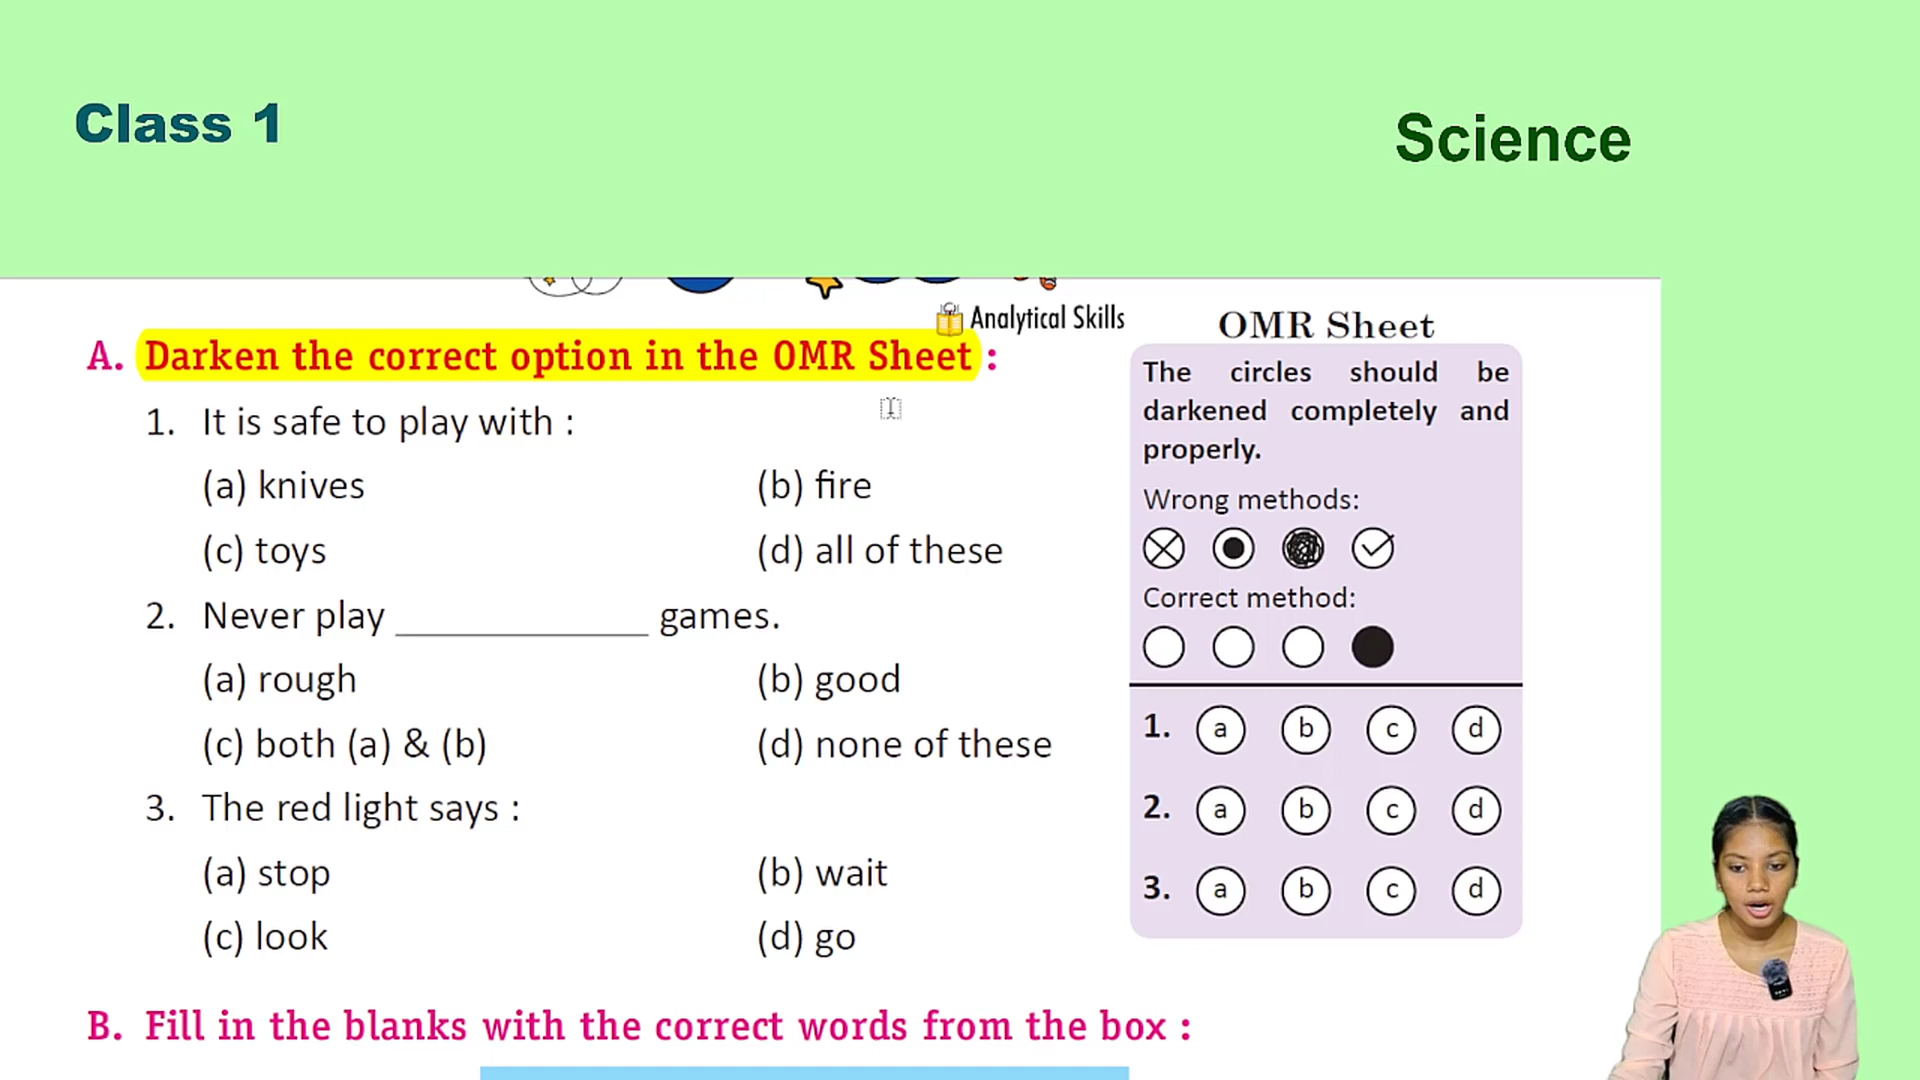 Class 1
Science
Analytical Skills
A. Darken the correct option in the OMR Sheet :
1. It is safe to play with :
(a) knives (b) fire
(c) toys (d) all of these
2. Never play _____________ games.
(a) rough (b) good
(c) both (a) & (b) (d) none of these
3. The red light says :
(a) stop (b) wait
(c) look (d) go
B. Fill in the blanks with the correct words from the box :
OMR Sheet
The circles should be
darkened completely and
properly.
Wrong methods:
Correct method:
1. a b c d
2. a b c d
3. a b c d